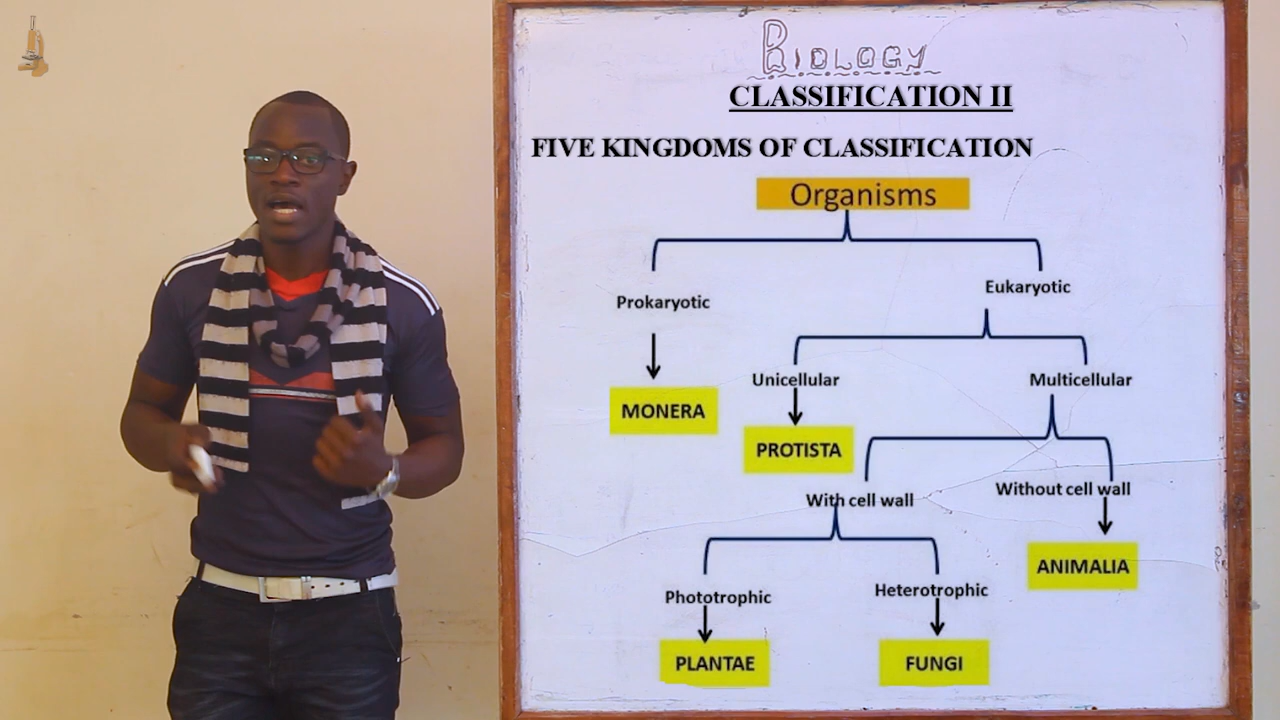 BIOLOGY
CLASSIFICATION II
FIVE KINGDOMS OF CLASSIFICATION
Organisms
Prokaryotic
Eukaryotic
MONERA
Unicellular
Multicellular
PROTISTA
With cell wall
Without cell wall
ANIMALIA
Phototrophic
Heterotrophic
PLANTAE
FUNGI